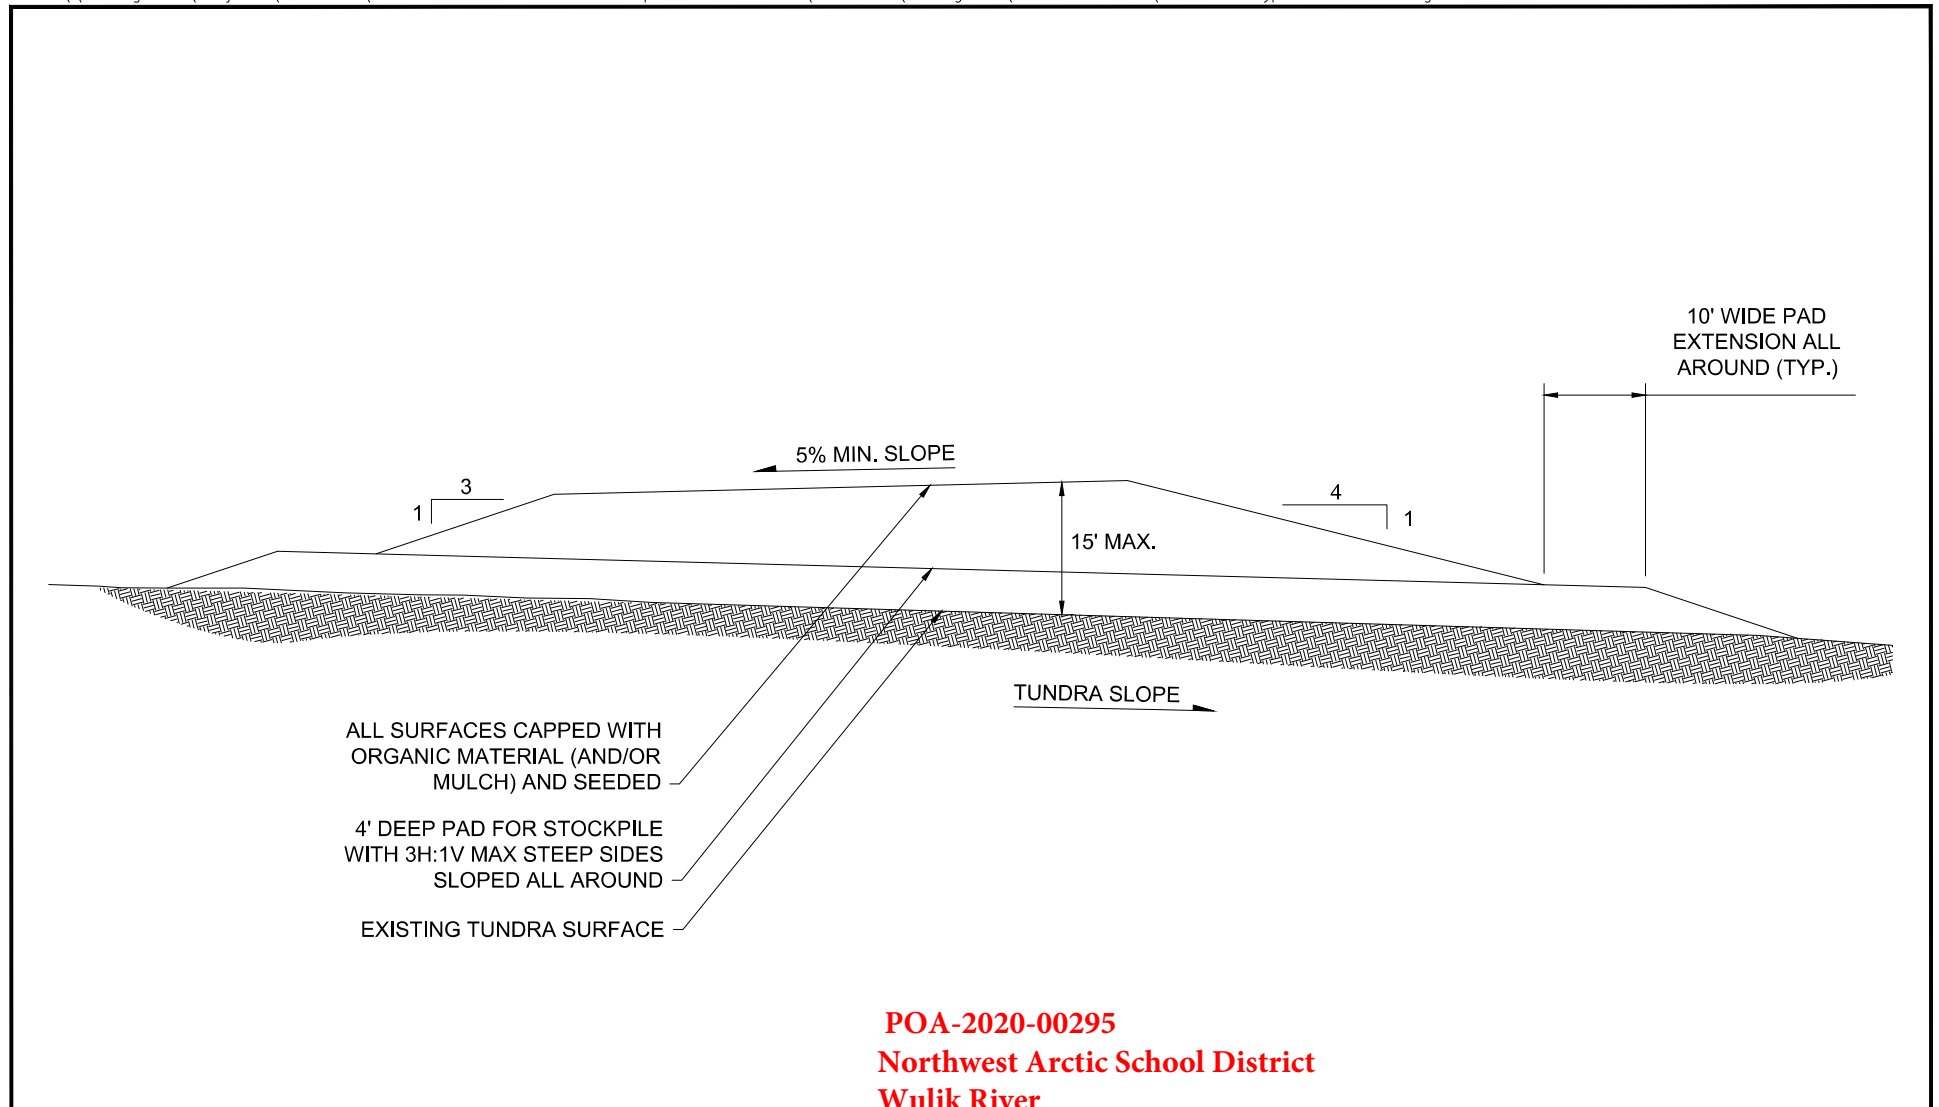 10' WIDE PAD
EXTENSION ALL
AROUND (TYP.)
5% MIN. SLOPE
3
1
4
1
15' MAX.
TUNDRA SLOPE
ALL SURFACES CAPPED WITH
ORGANIC MATERIAL (AND/OR
MULCH) AND SEEDED
4' DEEP PAD FOR STOCKPILE
WITH 3H:1V MAX STEEP SIDES
SLOPED ALL AROUND
EXISTING TUNDRA SURFACE
POA-2020-00295
Northwest Arctic School District
Wulik River